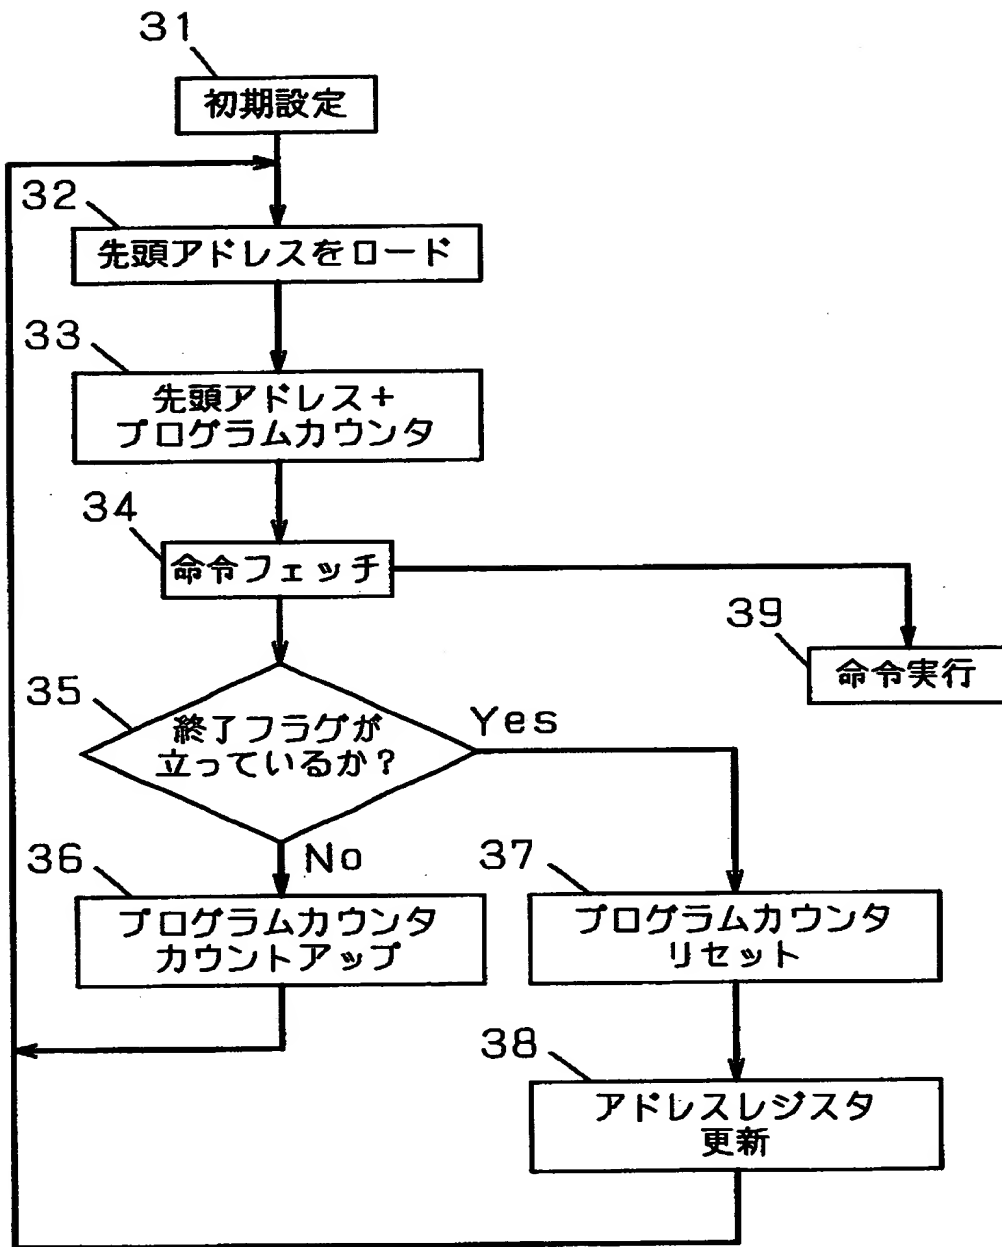 31
初期設定
32
先頭アドレスをロード
33
先頭アドレス+
プログラムカウンタ
34
命令フェッチ
39
命令実行
35
終了フラグが
立っているか?
Yes
No
36
プログラムカウンタ
カウントアップ
37
プログラムカウンタ
リセット
38
アドレスレジスタ
更新